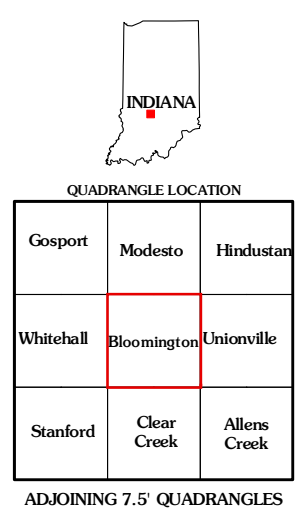 INDIANA
QUADRANGLE LOCATION
Gosport
Modesto
Hindustan
Whitehall
Bloomington
Unionville
Stanford
Clear
Creek
Allens
Creek
ADJOINING 7.5' QUADRANGLES